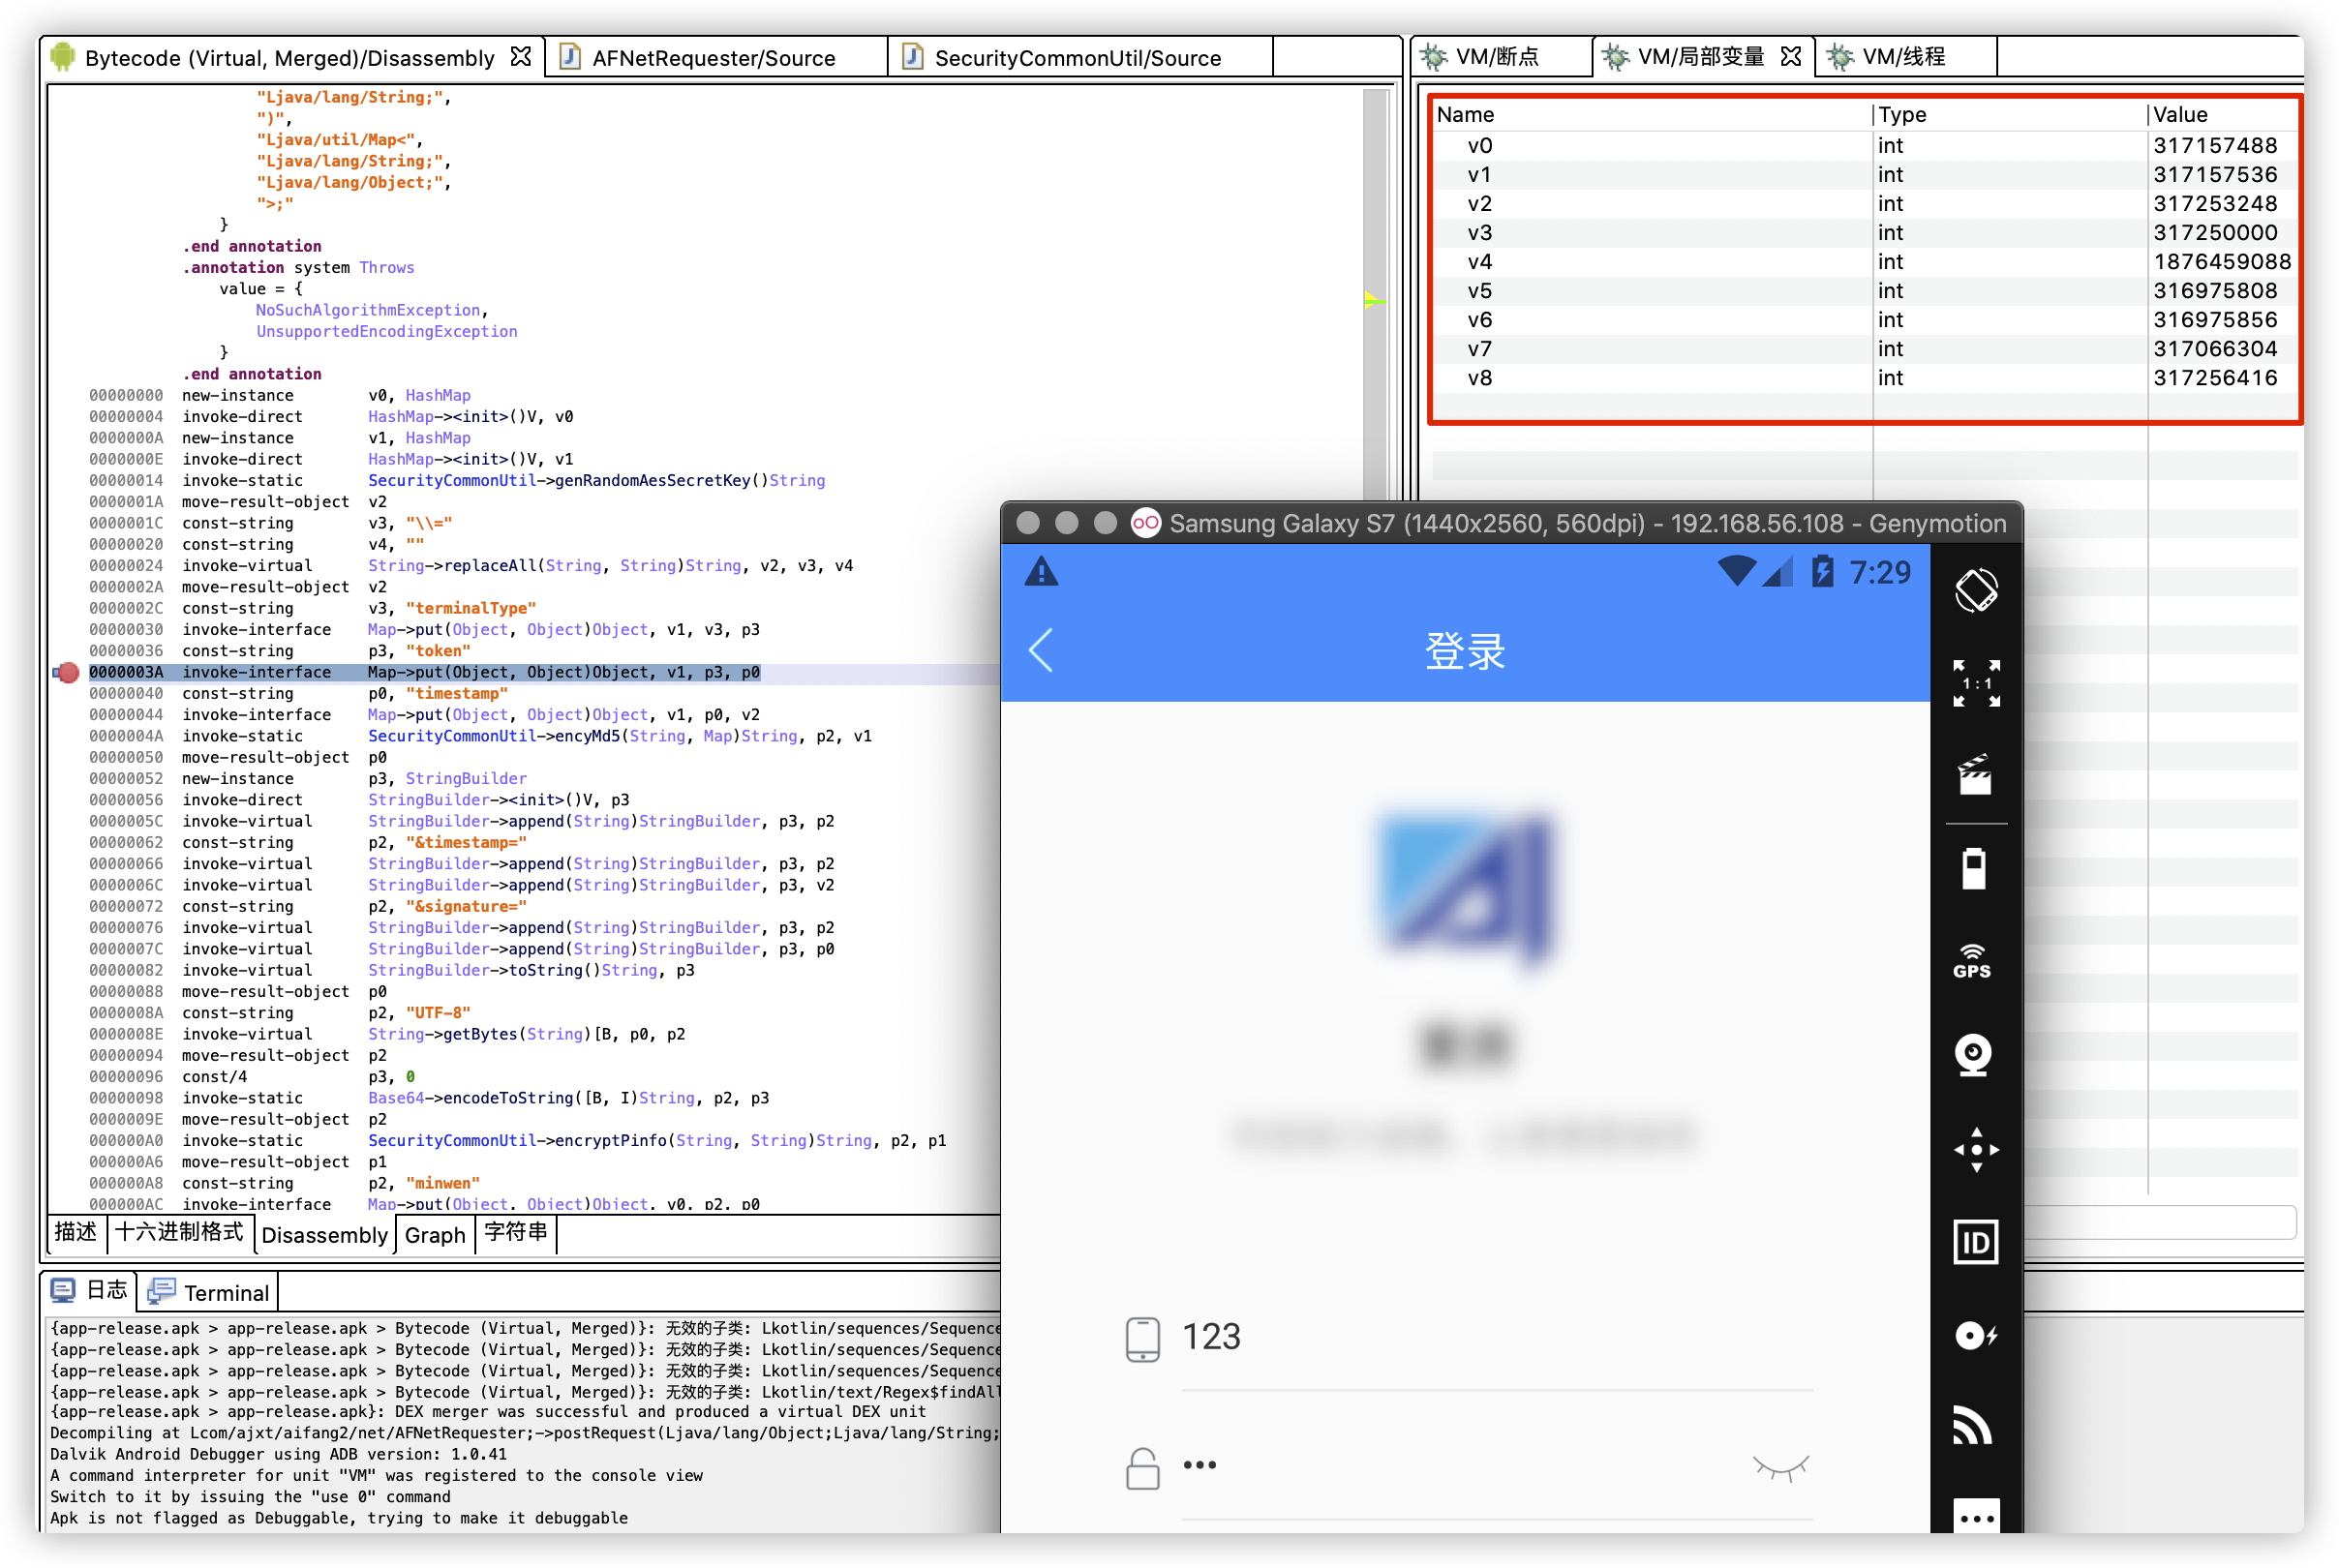 Bytecode (Virtual, Merged)/Disassembly
AFNetRequester/Source
SecurityCommonUtil/Source
"Ljava/lang/String;",
")",
"Ljava/util/Map<",
"Ljava/lang/String;",
"Ljava/lang/Object;",
">;"
}
.end annotation
.annotation system Throws
value = {
NoSuchAlgorithmException,
UnsupportedEncodingException
}
.end annotation
00000000 new-instance v0, HashMap
00000004 invoke-direct HashMap-><init>()V, v0
0000000A new-instance v1, HashMap
0000000E invoke-direct HashMap-><init>()V, v1
00000014 invoke-static SecurityCommonUtil->genRandomAesSecretKey()String
0000001A move-result-object v2
0000001C const-string v3, "\\="
00000020 const-string v4, ""
00000024 invoke-virtual String->replaceAll(String, String)String, v2, v3, v4
0000002A move-result-object v2
0000002C const-string v3, "terminalType"
00000030 invoke-interface Map->put(Object, Object)Object, v1, v3, p3
00000036 const-string p3, "token"
0000003A invoke-interface Map->put(Object, Object)Object, v1, p3, p0
00000040 const-string p0, "timestamp"
00000044 invoke-interface Map->put(Object, Object)Object, v1, p0, v2
0000004A invoke-static SecurityCommonUtil->encyMd5(String, Map)String, p2, v1
00000050 move-result-object p0
00000052 new-instance p3, StringBuilder
00000056 invoke-direct StringBuilder-><init>()V, p3
0000005C invoke-virtual StringBuilder->append(String)StringBuilder, p3, p2
00000062 const-string p2, "&timestamp="
00000066 invoke-virtual StringBuilder->append(String)StringBuilder, p3, p2
0000006C invoke-virtual StringBuilder->append(String)StringBuilder, p3, v2
00000072 const-string p2, "&signature="
00000076 invoke-virtual StringBuilder->append(String)StringBuilder, p3, p2
0000007C invoke-virtual StringBuilder->append(String)StringBuilder, p3, p0
00000082 invoke-virtual StringBuilder->toString()String, p3
00000088 move-result-object p0
0000008A const-string p2, "UTF-8"
0000008E invoke-virtual String->getBytes(String)[B, p0, p2
00000094 move-result-object p2
00000096 const/4 p3, 0
00000098 invoke-static Base64->encodeToString([B, I)String, p2, p3
0000009E move-result-object p2
000000A0 invoke-static SecurityCommonUtil->encryptPinfo(String, String)String, p2, p1
000000A6 move-result-object p1
000000A8 const-string p2, "minwen"
000000AC invoke-interface Map->put(Object, Object)Object, v0, p2, p0
描述 十六进制格式 Disassembly Graph 字符串
日志 Terminal
{app-release.apk > app-release.apk > Bytecode (Virtual, Merged)}: 无效的子类: Lkotlin/sequences/Sequence
{app-release.apk > app-release.apk > Bytecode (Virtual, Merged)}: 无效的子类: Lkotlin/sequences/Sequence
{app-release.apk > app-release.apk > Bytecode (Virtual, Merged)}: 无效的子类: Lkotlin/sequences/Sequence
{app-release.apk > app-release.apk > Bytecode (Virtual, Merged)}: 无效的子类: Lkotlin/text/Regex$findAll
{app-release.apk > app-release.apk}: DEX merger was successful and produced a virtual DEX unit
Decompiling at Lcom/ajxt/aifang2/net/AFNetRequester;->postRequest(Ljava/lang/Object;Ljava/lang/String;
Dalvik Android Debugger using ADB version: 1.0.41
A command interpreter for unit "VM" was registered to the console view
Switch to it by issuing the "use 0" command
Apk is not flagged as Debuggable, trying to make it debuggable
VM/断点
VM/局部变量
VM/线程
Name Type Value
v0 int 317157488
v1 int 317157536
v2 int 317253248
v3 int 317250000
v4 int 1876459088
v5 int 316975808
v6 int 316975856
v7 int 317066304
v8 int 317256416
Samsung Galaxy S7 (1440x2560, 560dpi) - 192.168.56.108 - Genymotion
7:29
登录
123
•••
1:1
GPS
ID